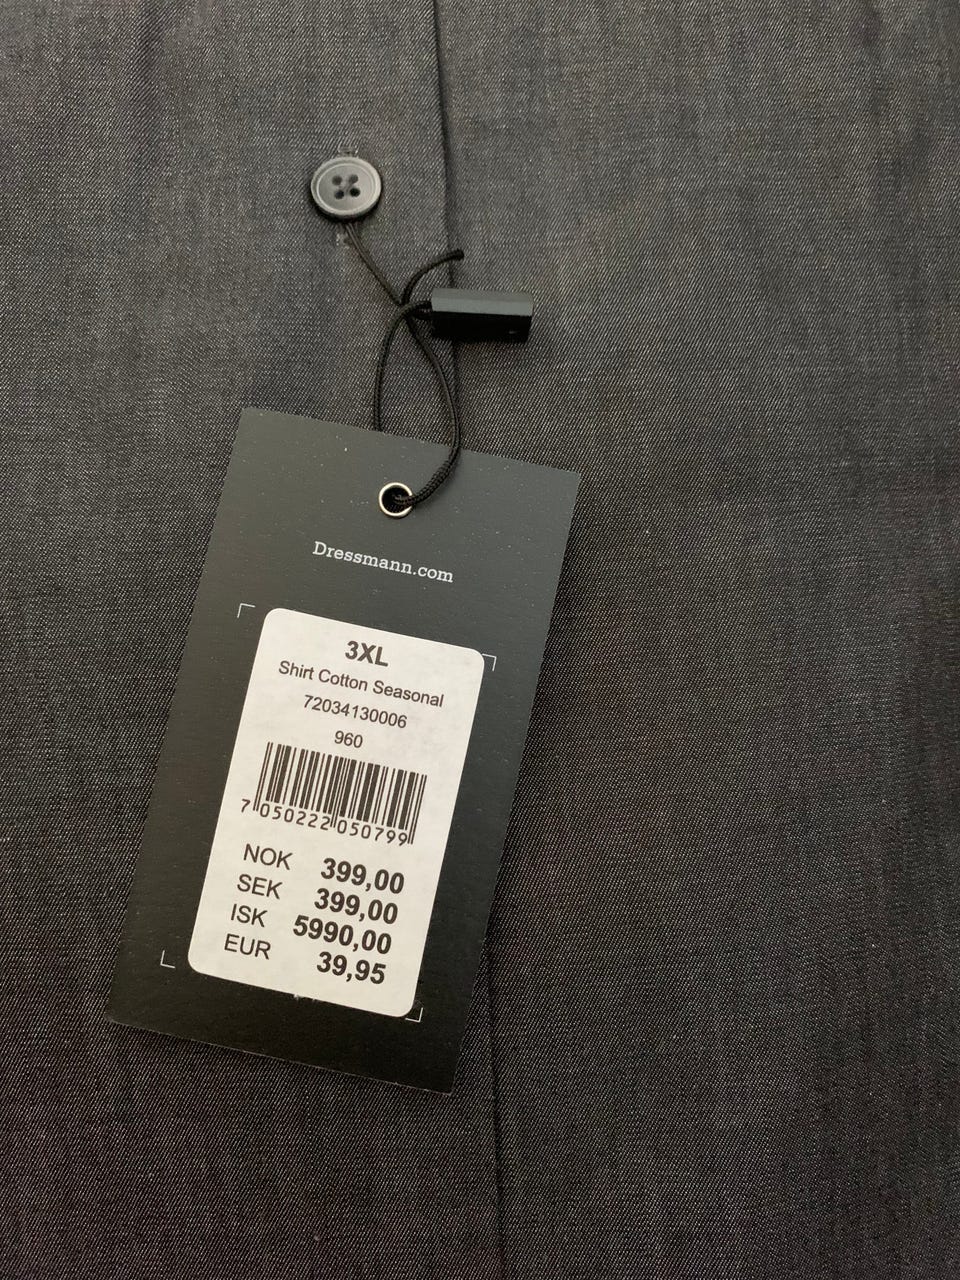 Dressmann.com
3XL
Shirt Cotton Seasonal
72034130006
960
7 050222 050799
NOK 399,00
SEK 399,00
ISK 5990,00
EUR 39,95